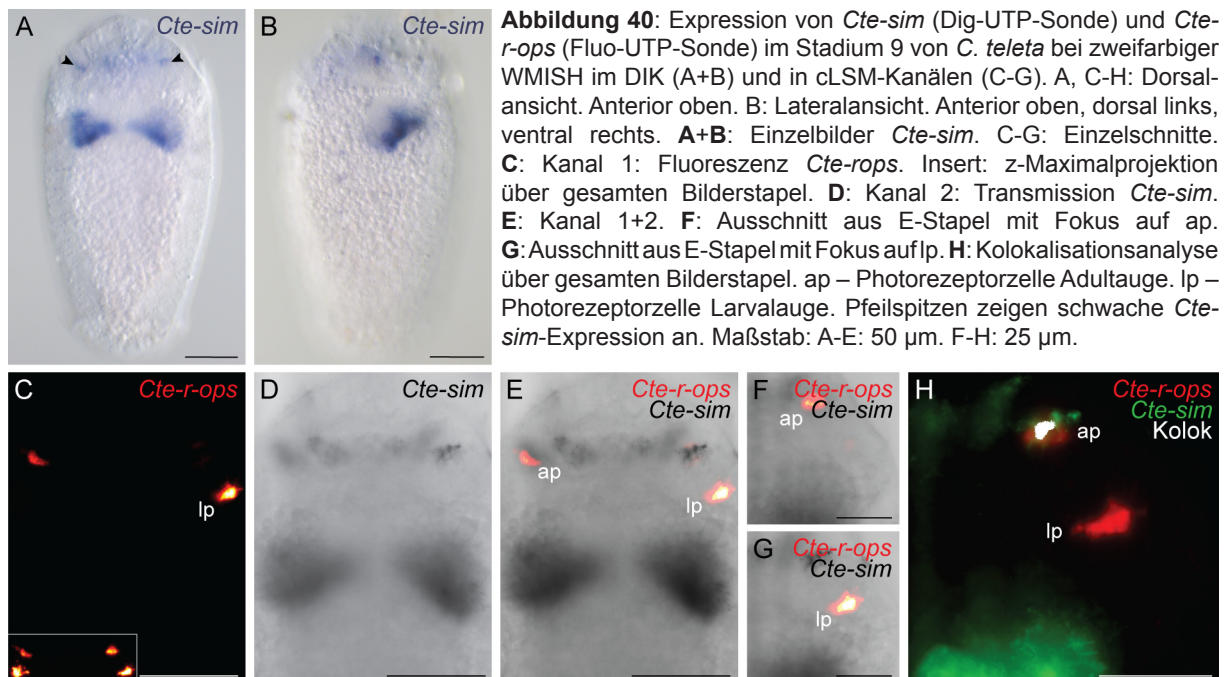 A
Cte-sim
B
Cte-sim
Abbildung 40: Expression von Cte-sim (Dig-UTP-Sonde) und Cte-
r-ops (Fluo-UTP-Sonde) im Stadium 9 von C. teleta bei zweifarbiger
WMISH im DIK (A+B) und in cLSM-Kanälen (C-G). A, C-H: Dorsal-
ansicht. Anterior oben. B: Lateralansicht. Anterior oben, dorsal links,
ventral rechts. A+B: Einzelbilder Cte-sim. C-G: Einzelschnitte.
C: Kanal 1: Fluoreszenz Cte-rops. Insert: z-Maximalprojektion
über gesamten Bilderstapel. D: Kanal 2: Transmission Cte-sim.
E: Kanal 1+2. F: Ausschnitt aus E-Stapel mit Fokus auf ap.
G: Ausschnitt aus E-Stapel mit Fokus auf lp. H: Kolokalisationsanalyse
über gesamten Bilderstapel. ap – Photorezeptorzelle Adultauge. lp –
Photorezeptorzelle Larvalauge. Pfeilspitzen zeigen schwache Cte-
sim-Expression an. Maßstab: A-E: 50 µm. F-H: 25 µm.
C
Cte-r-ops
lp
D
Cte-sim
E
Cte-r-ops
Cte-sim
ap
lp
F
Cte-r-ops
Cte-sim
ap
G
Cte-r-ops
Cte-sim
lp
H
Cte-r-ops
Cte-sim
Kolok
ap
lp